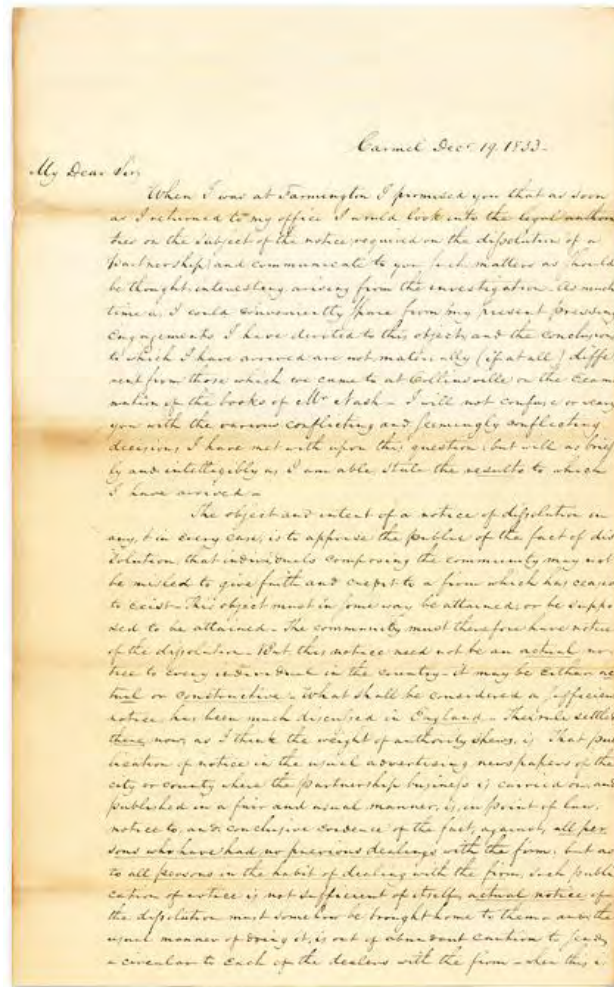 Carmel Decr. 19. 1833-
My Dear Sir,
When I was at Farmington I promised you that as soon
as I returned to my office I would look into the legal author
ities on the subject of the notice required on the dissolution of a
partnership, and communicate to you such matters as should
be thought interesting arising from the investigation. As much
time as I could conveniently spare from my present pressing
engagements I have devoted to this object, and the conclusions
to which I have arrived are not materially (if at all) diffe
rent from those which we came to at Collinsville on the exam
ination of the books of Mr Nash - I will not confuse or weary
you with the various conflicting and seemingly conflicting
decisions I have met with upon this question, but will as brief
ly and intelligibly as I am able, state the results to which
I have arrived -
The object and intent of a notice of dissolution in
any, & in every case, is to apprise the public of the fact of dis
solution, that individuals composing the community may not
be misled to give faith and credit to a firm which has ceased
to exist - This object must in some way be attained, or be suppo
sed to be attained - The community must therefore have notice
of the dissolution - But this notice need not be an actual no
tice to every individual in the country - it may be either ac
tual or constructive - What shall be considered a sufficient
notice, has been much discussed in England - The rule settled
there, now, as I think the weight of authority shews, is, That pub
lication of notice in the usual advertising newspapers of the
city or county where the partnership business is carried on, and
published in a fair and usual manner, is, in point of law,
notice to, and conclusive evidence of the fact, against, all per
sons who have had no previous dealings with the firm: but as
to all persons in the habit of dealing with the firm, such publi
cation of notice is not sufficient of itself, actual notice of
the dissolution must somehow be brought home to them - and the
usual manner of doing it, is out of abundant caution to send
a circular to each of the dealers with the firm - when this is